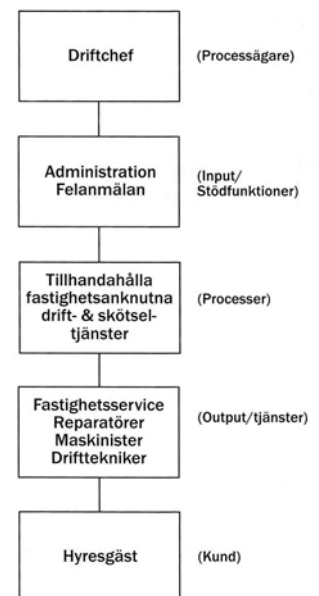 Driftchef
(Processägare)
Administration
Felanmälan
(Input/
Stödfunktioner)
Tillhandahålla
fastighetsanknutna
drift- & skötsel-
tjänster
(Processer)
Fastighetsservice
Reparatörer
Maskinister
Drifttekniker
(Output/tjänster)
Hyresgäst
(Kund)